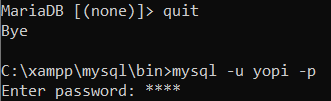 MariaDB [(none)]> quit
Bye
C:\xampp\mysql\bin>mysql -u yopi -p
Enter password: ****